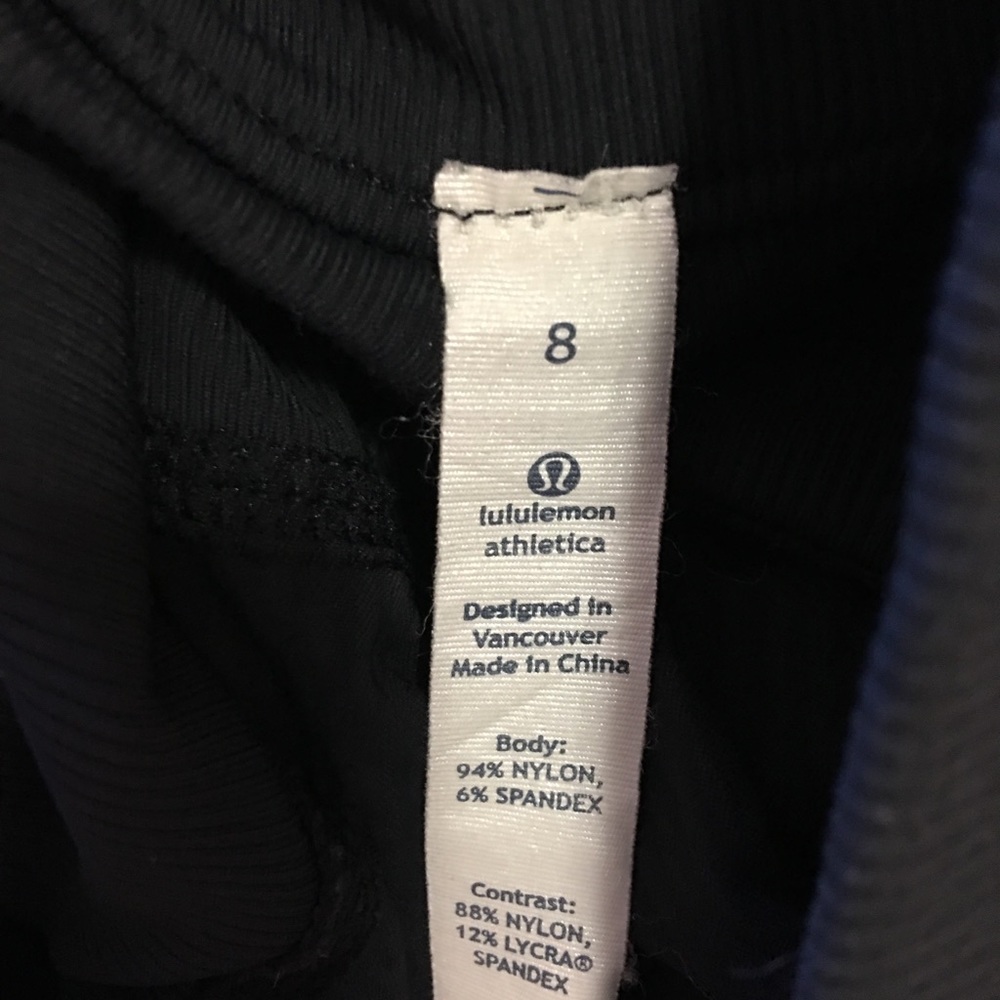 8
lululemon
athletica
Designed in
Vancouver
Made in China
Body:
94% NYLON,
6% SPANDEX
Contrast:
88% NYLON,
12% LYCRA®
SPANDEX